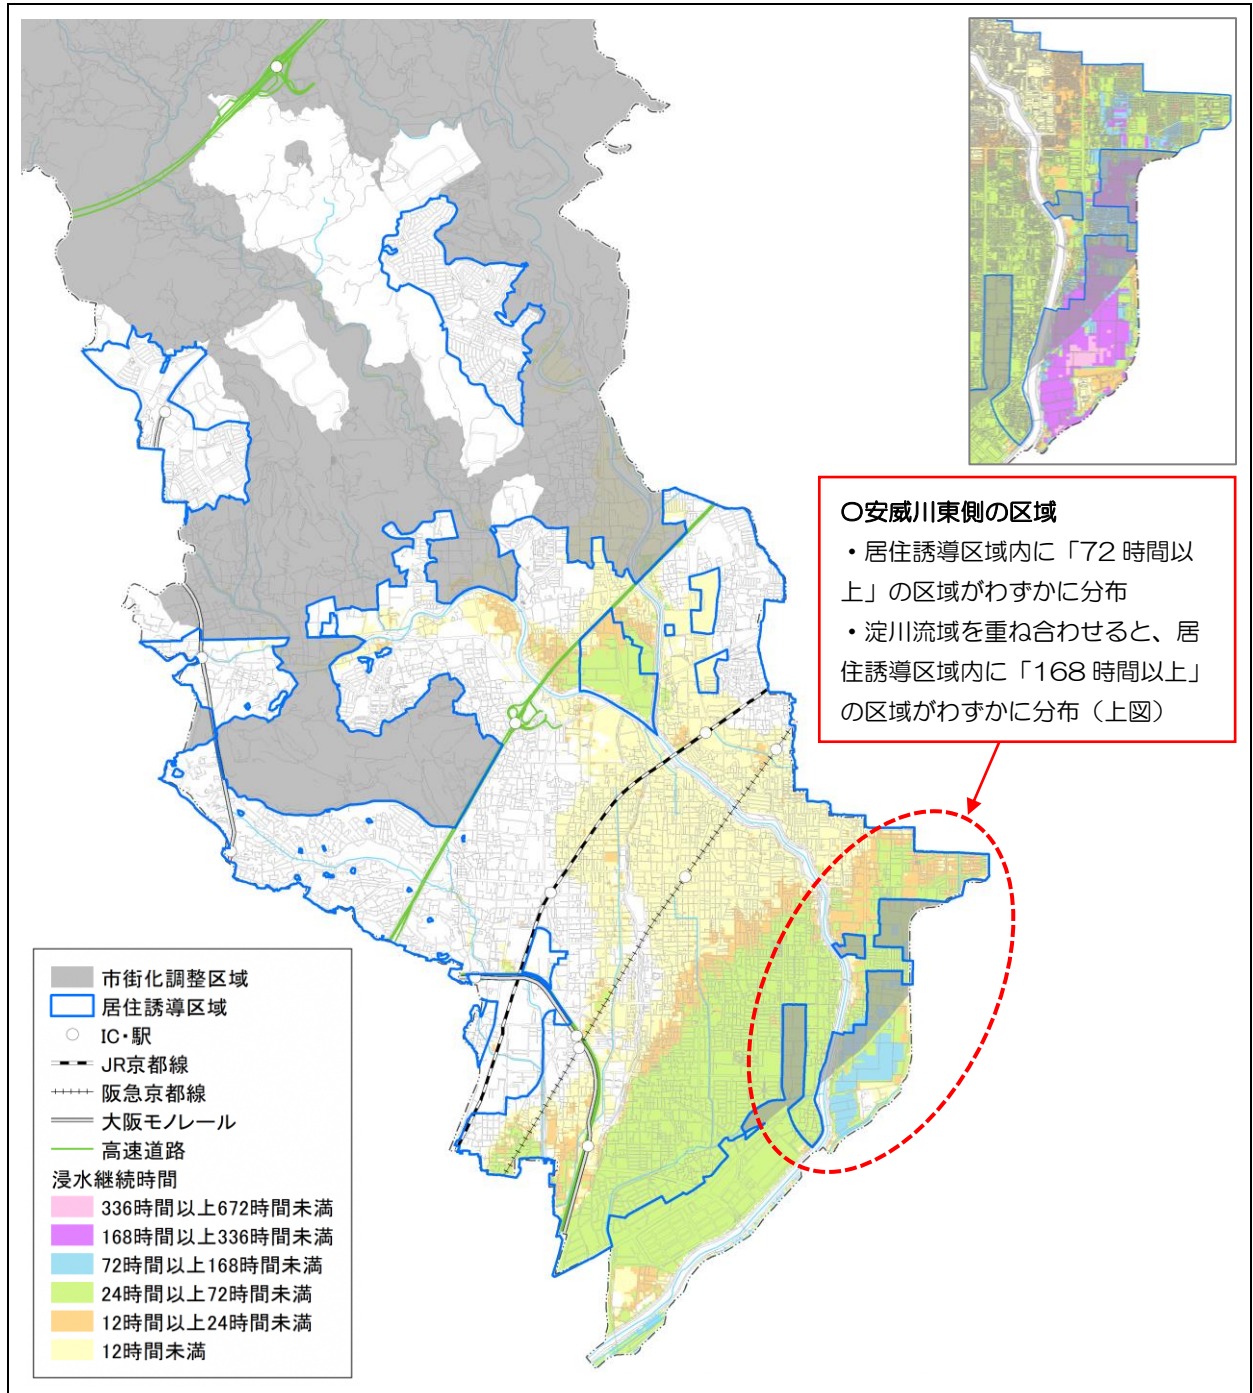 〇安威川東側の区域
・居住誘導区域内に「72 時間以
上」の区域がわずかに分布
・淀川流域を重ね合わせると、居
住誘導区域内に「168 時間以上」
の区域がわずかに分布（上図）
市街化調整区域
居住誘導区域
IC・駅
JR京都線
阪急京都線
大阪モノレール
高速道路
浸水継続時間
336時間以上672時間未満
168時間以上336時間未満
72時間以上168時間未満
24時間以上72時間未満
12時間以上24時間未満
12時間未満